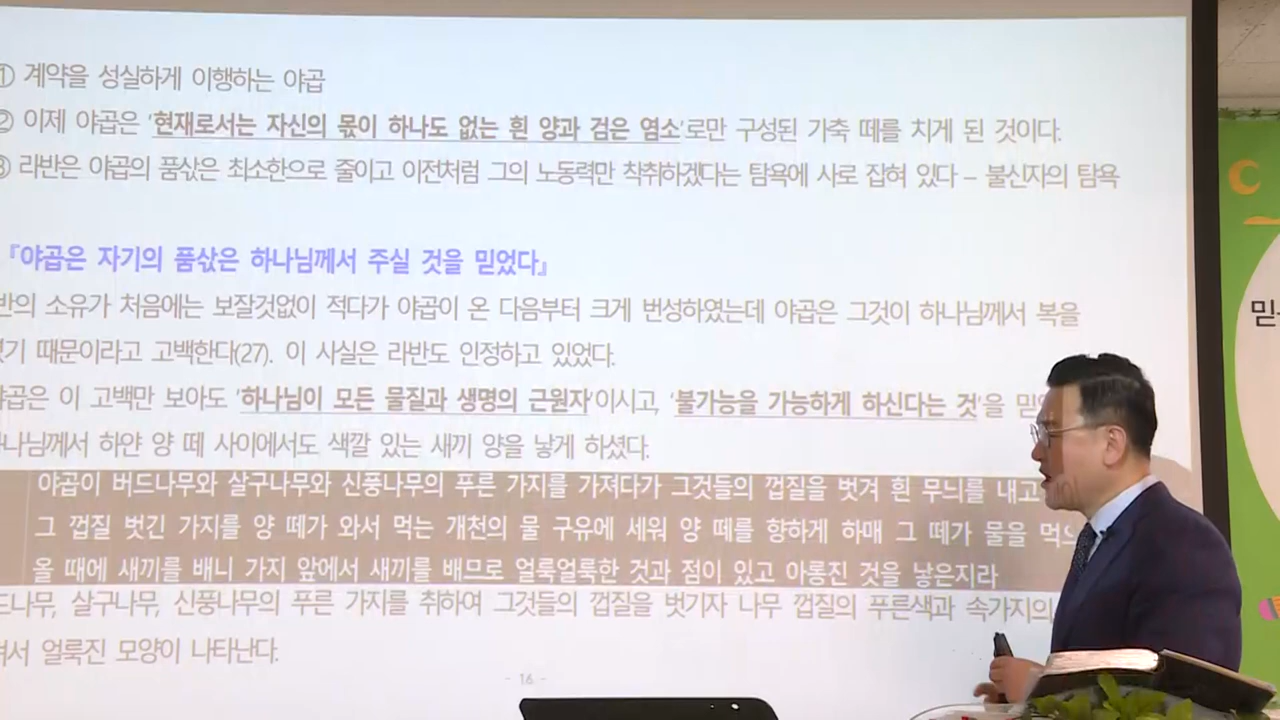 ① 계약을 성실하게 이행하는 야곱
② 이제 야곱은 '현재로서는 자신의 몫이 하나도 없는 흰 양과 검은 염소'로만 구성된 가축 떼를 치게 된 것이다.
③ 라반은 야곱의 품삯은 최소한으로 줄이고 이전처럼 그의 노동력만 착취하겠다는 탐욕에 사로 잡혀 있다 – 불신자의 탐욕
『야곱은 자기의 품삯은 하나님께서 주실 것을 믿었다』
반의 소유가 처음에는 보잘것없이 적다가 야곱이 온 다음부터 크게 번성하였는데 야곱은 그것이 하나님께서 복을
기 때문이라고 고백한다(27). 이 사실은 라반도 인정하고 있었다.
야곱은 이 고백만 보아도 '하나님이 모든 물질과 생명의 근원자'이시고, '불가능을 가능하게 하신다는 것'을 믿
나님께서 하얀 양 떼 사이에서도 색깔 있는 새끼 양을 낳게 하셨다.
야곱이 버드나무와 살구나무와 신풍나무의 푸른 가지를 가져다가 그것들의 껍질을 벗겨 흰 무늬를 내고
그 껍질 벗긴 가지를 양 떼가 와서 먹는 개천의 물 구유에 세워 양 떼를 향하게 하매 그 떼가 물을 먹으
올 때에 새끼를 배니 가지 앞에서 새끼를 배므로 얼룩얼룩한 것과 점이 있고 아롱진 것을 낳은지라
드나무, 살구나무, 신풍나무의 푸른 가지를 취하여 그것들의 껍질을 벗기자 나무 껍질의 푸른색과 속가지의
져서 얼룩진 모양이 나타난다.
- 16 -
믿